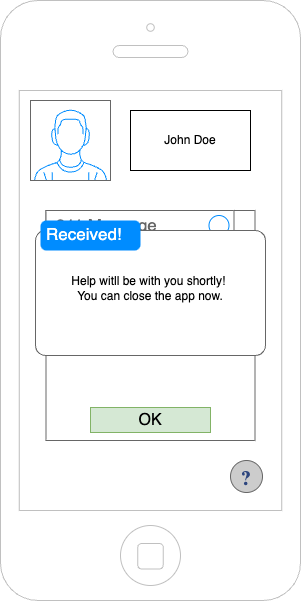 John Doe
Received!
Help witll be with you shortly!
You can close the app now.
OK
?